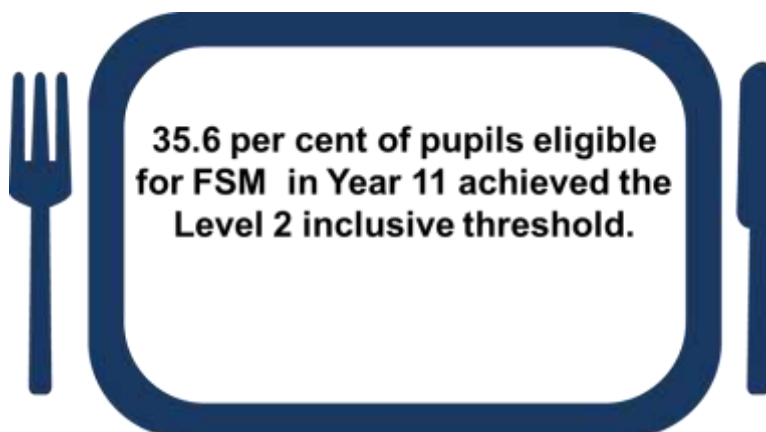 35.6 per cent of pupils eligible
for FSM  in Year 11 achieved the
Level 2 inclusive threshold.